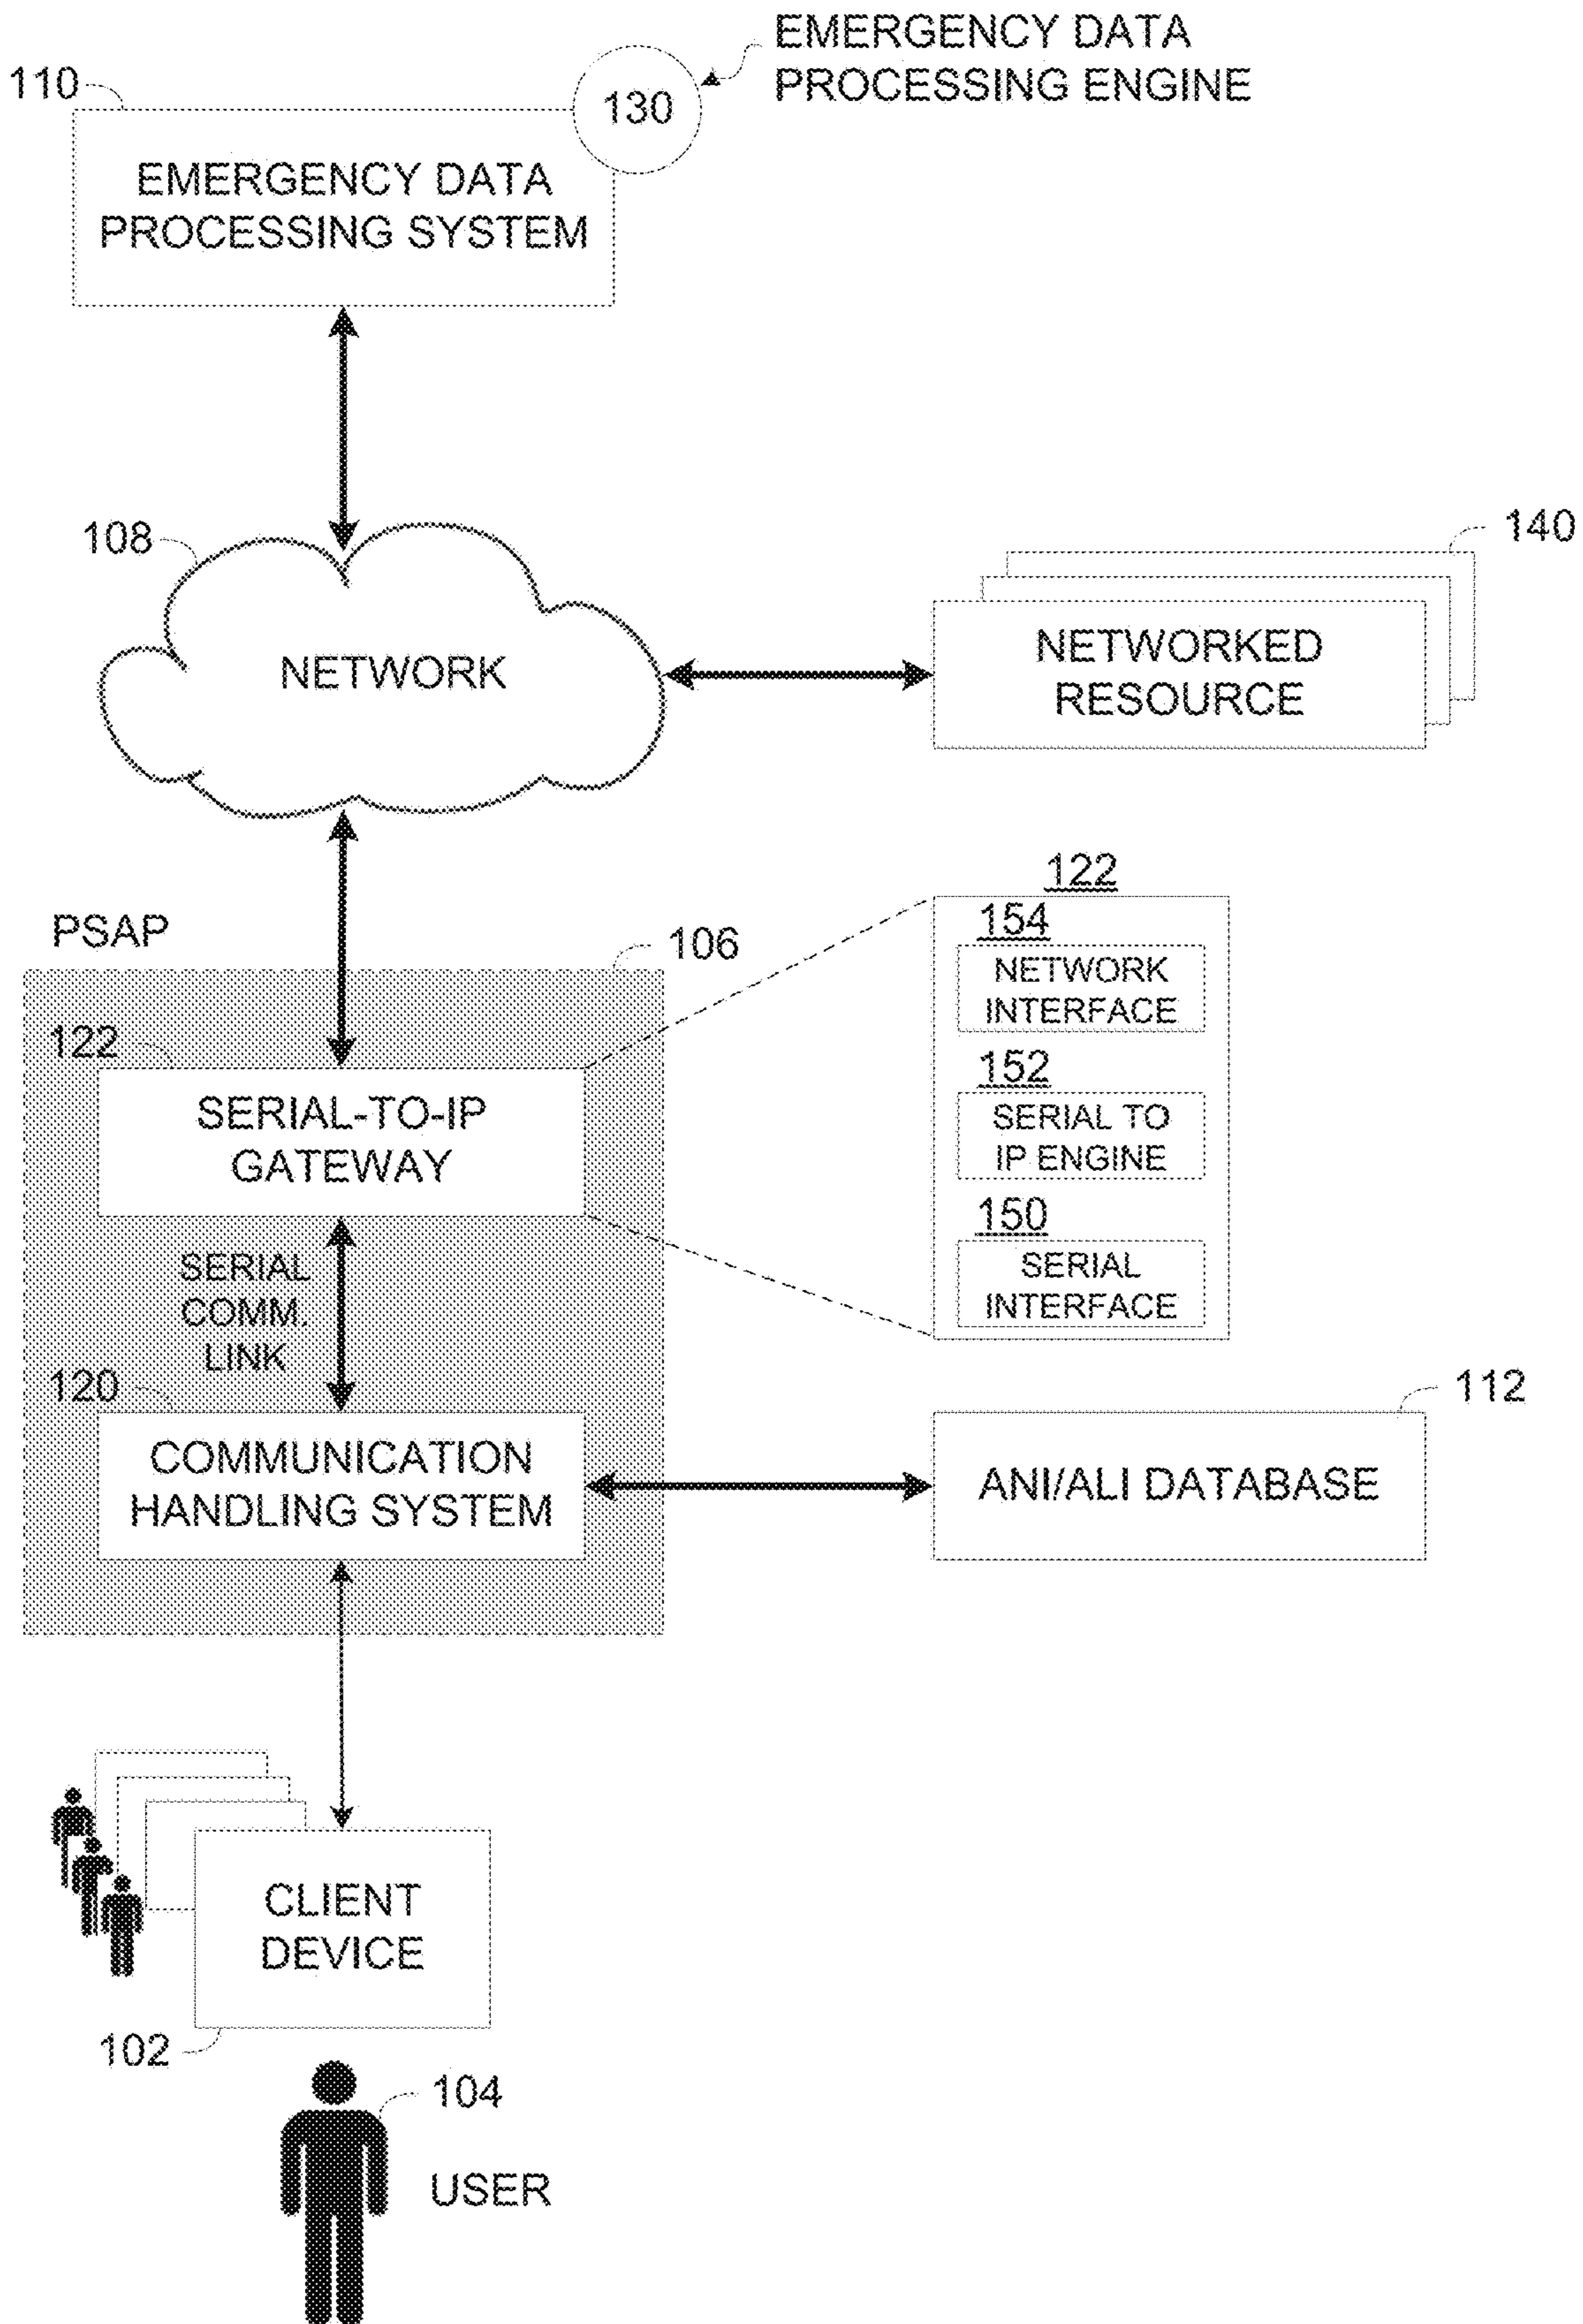 EMERGENCY DATA
PROCESSING ENGINE
110
130
EMERGENCY DATA
PROCESSING SYSTEM
108
140
NETWORK
NETWORKED
RESOURCE
122
PSAP
106
154
NETWORK
INTERFACE
122
152
SERIAL-TO-IP
GATEWAY
SERIAL TO
IP ENGINE
150
SERIAL
COMM.
LINK
SERIAL
INTERFACE
120
112
COMMUNICATION
HANDLING SYSTEM
ANI/ALI DATABASE
CLIENT
DEVICE
102
104
USER